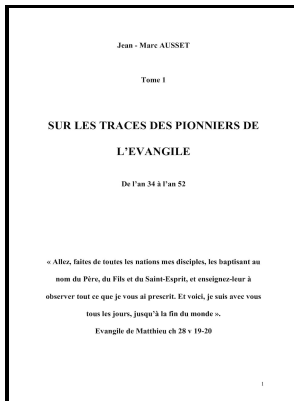 Jean - Marc AUSSET
Tome 1
SUR LES TRACES DES PIONNIERS DE
L'EVANGILE
De l'an 34 à l'an 52
« Allez, faites de toutes les nations mes disciples, les baptisant au
nom du Père, du Fils et du Saint-Esprit, et enseignez-leur à
observer tout ce que je vous ai prescrit. Et voici, je suis avec vous
tous les jours, jusqu'à la fin du monde ».
Evangile de Matthieu ch 28 v 19-20
1